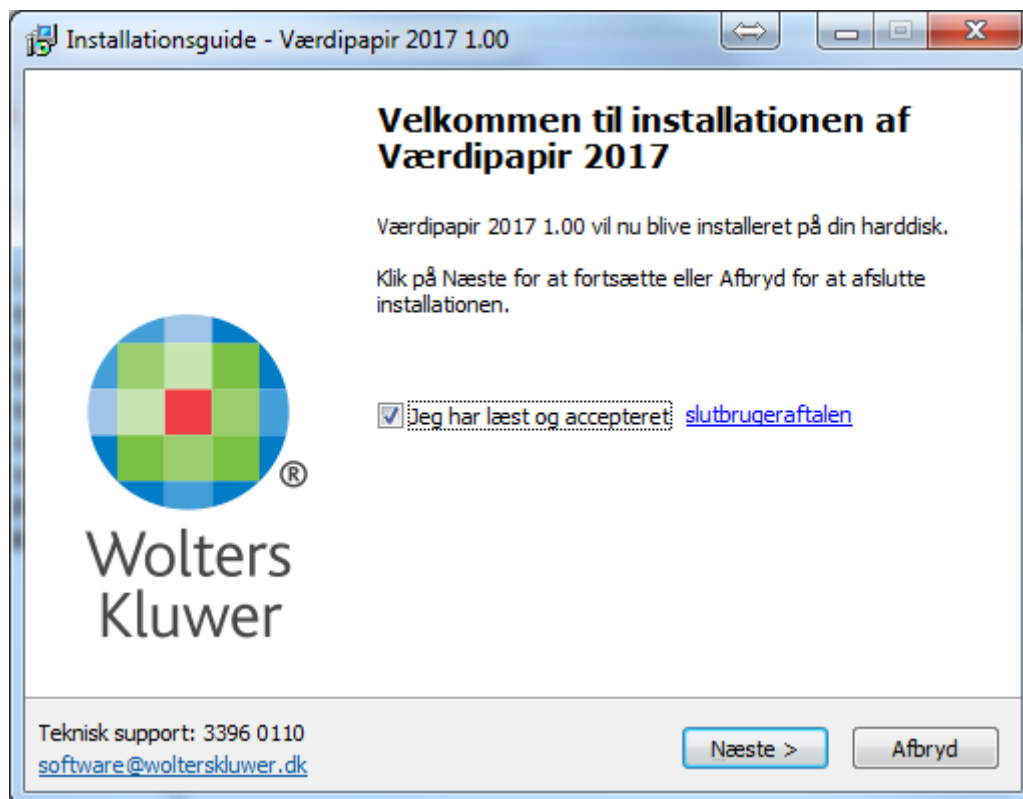 Installationsguide - Værdipapir 2017 1.00
Velkommen til installationen af
Værdipapir 2017
Værdipapir 2017 1.00 vil nu blive installeret på din harddisk.
Klik på Næste for at fortsætte eller Afbryd for at afslutte
installationen.
Jeg har læst og accepteret slutbrugeraftalen
®
Wolters
Kluwer
Teknisk support: 3396 0110
software@wolterskluwer.dk
Næste > Afbryd